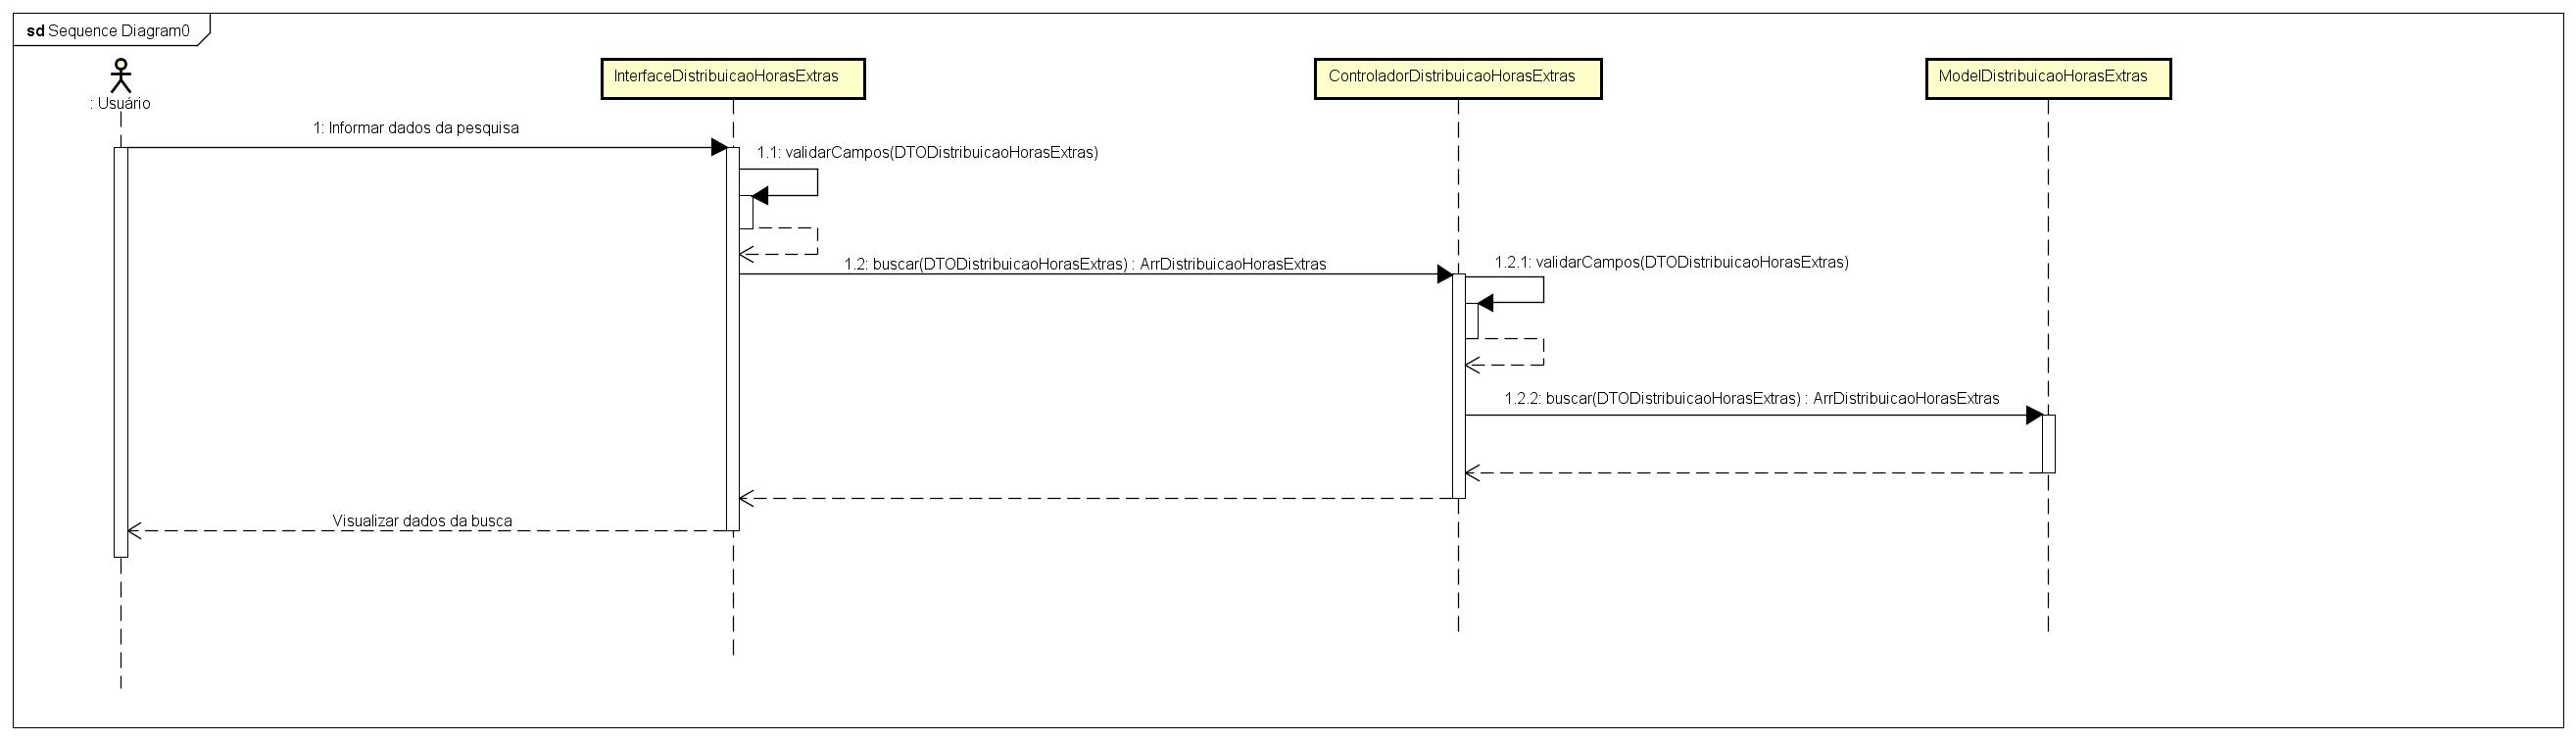 sd Sequence Diagram0
: Usuário
InterfaceDistribuicaoHorasExtras
ControladorDistribuicaoHorasExtras
ModelDistribuicaoHorasExtras
1: Informar dados da pesquisa
1.1: validarCampos(DTODistribuicaoHorasExtras)
1.2: buscar(DTODistribuicaoHorasExtras) : ArrDistribuicaoHorasExtras
1.2.1: validarCampos(DTODistribuicaoHorasExtras)
1.2.2: buscar(DTODistribuicaoHorasExtras) : ArrDistribuicaoHorasExtras
Visualizar dados da busca